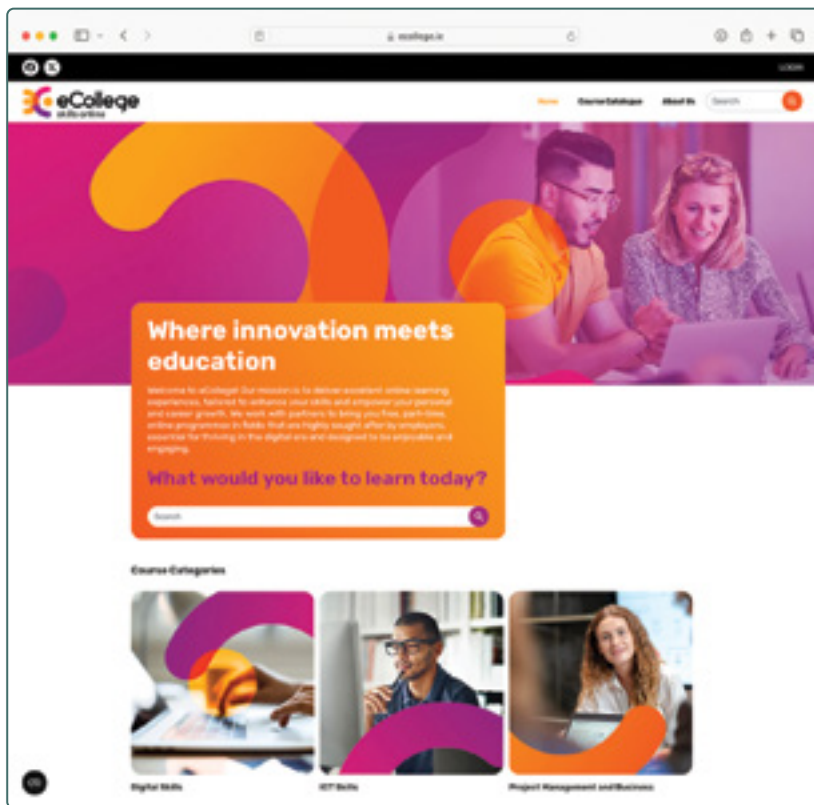 ecollege.ie
LOGIN
eCollege
skills online
Home Course Catalogue About Us Search
Where innovation meets
education
Welcome to eCollege! Our mission is to deliver excellent online learning
experiences, tailored to enhance your skills and empower your personal
and career growth. We work with partners to bring you free, part-time,
online programmes in fields that are highly sought after by employers,
essential for thriving in the digital era and designed to be enjoyable and
engaging.
What would you like to learn today?
Search
Course Categories
Digital Skills ICT Skills Project Management and Business